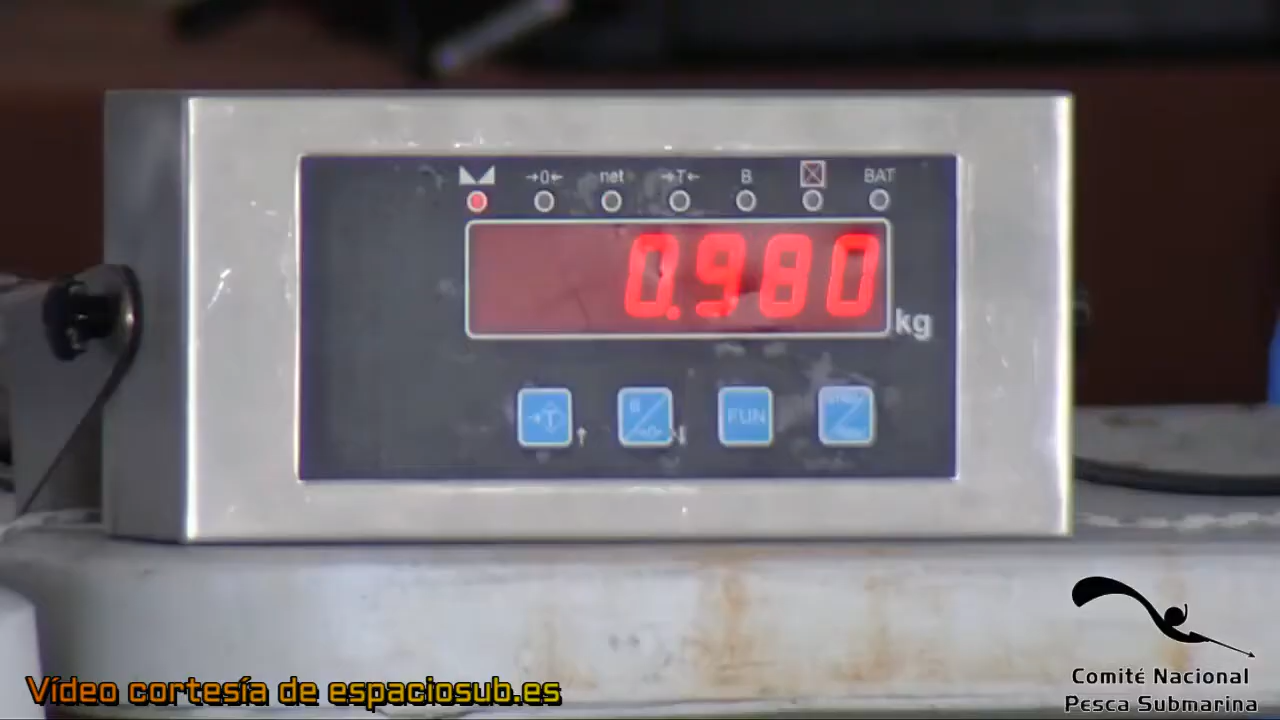 →0← net →T← B BAT
0.980
kg
→T← FUN
Vídeo cortesía de espaciosub.es
Comité Nacional
Pesca Submarina